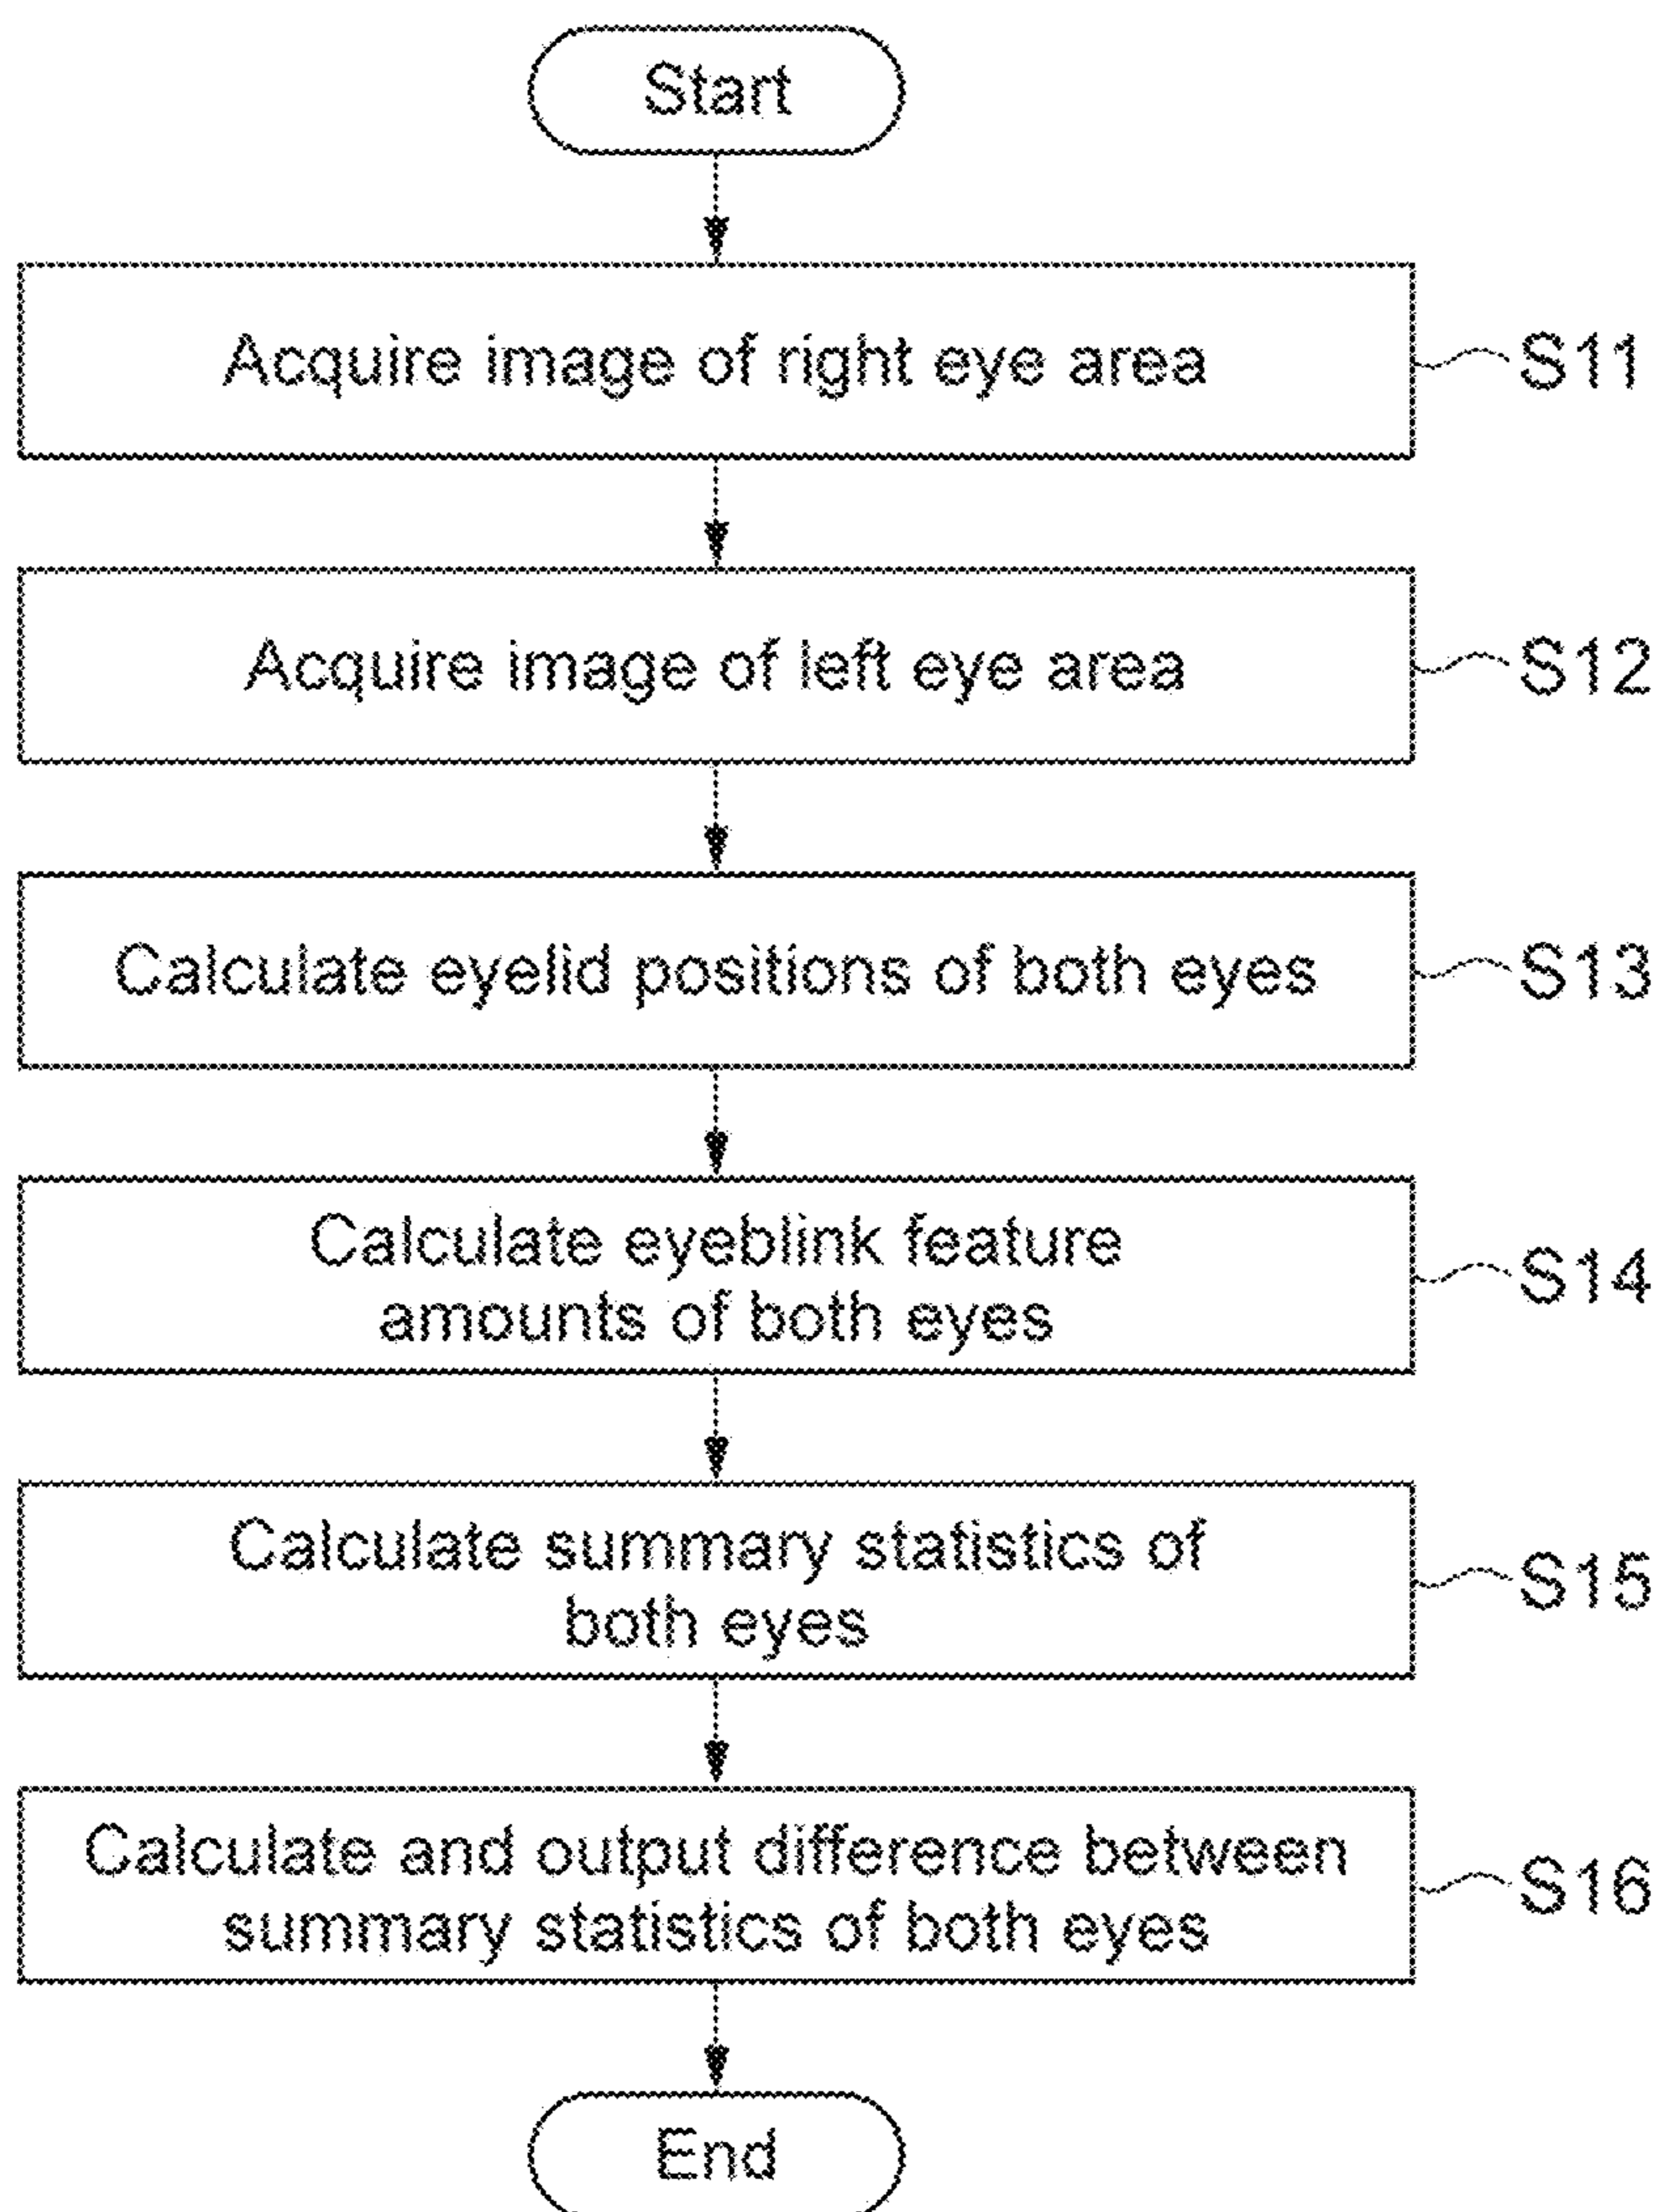 Start
Acquire image of right eye area
S11
Acquire image of left eye area
S12
Calculate eyelid positions of both eyes
S13
Calculate eyeblink feature
amounts of both eyes
S14
Calculate summary statistics of
both eyes
S15
Calculate and output difference between
summary statistics of both eyes
S16
End